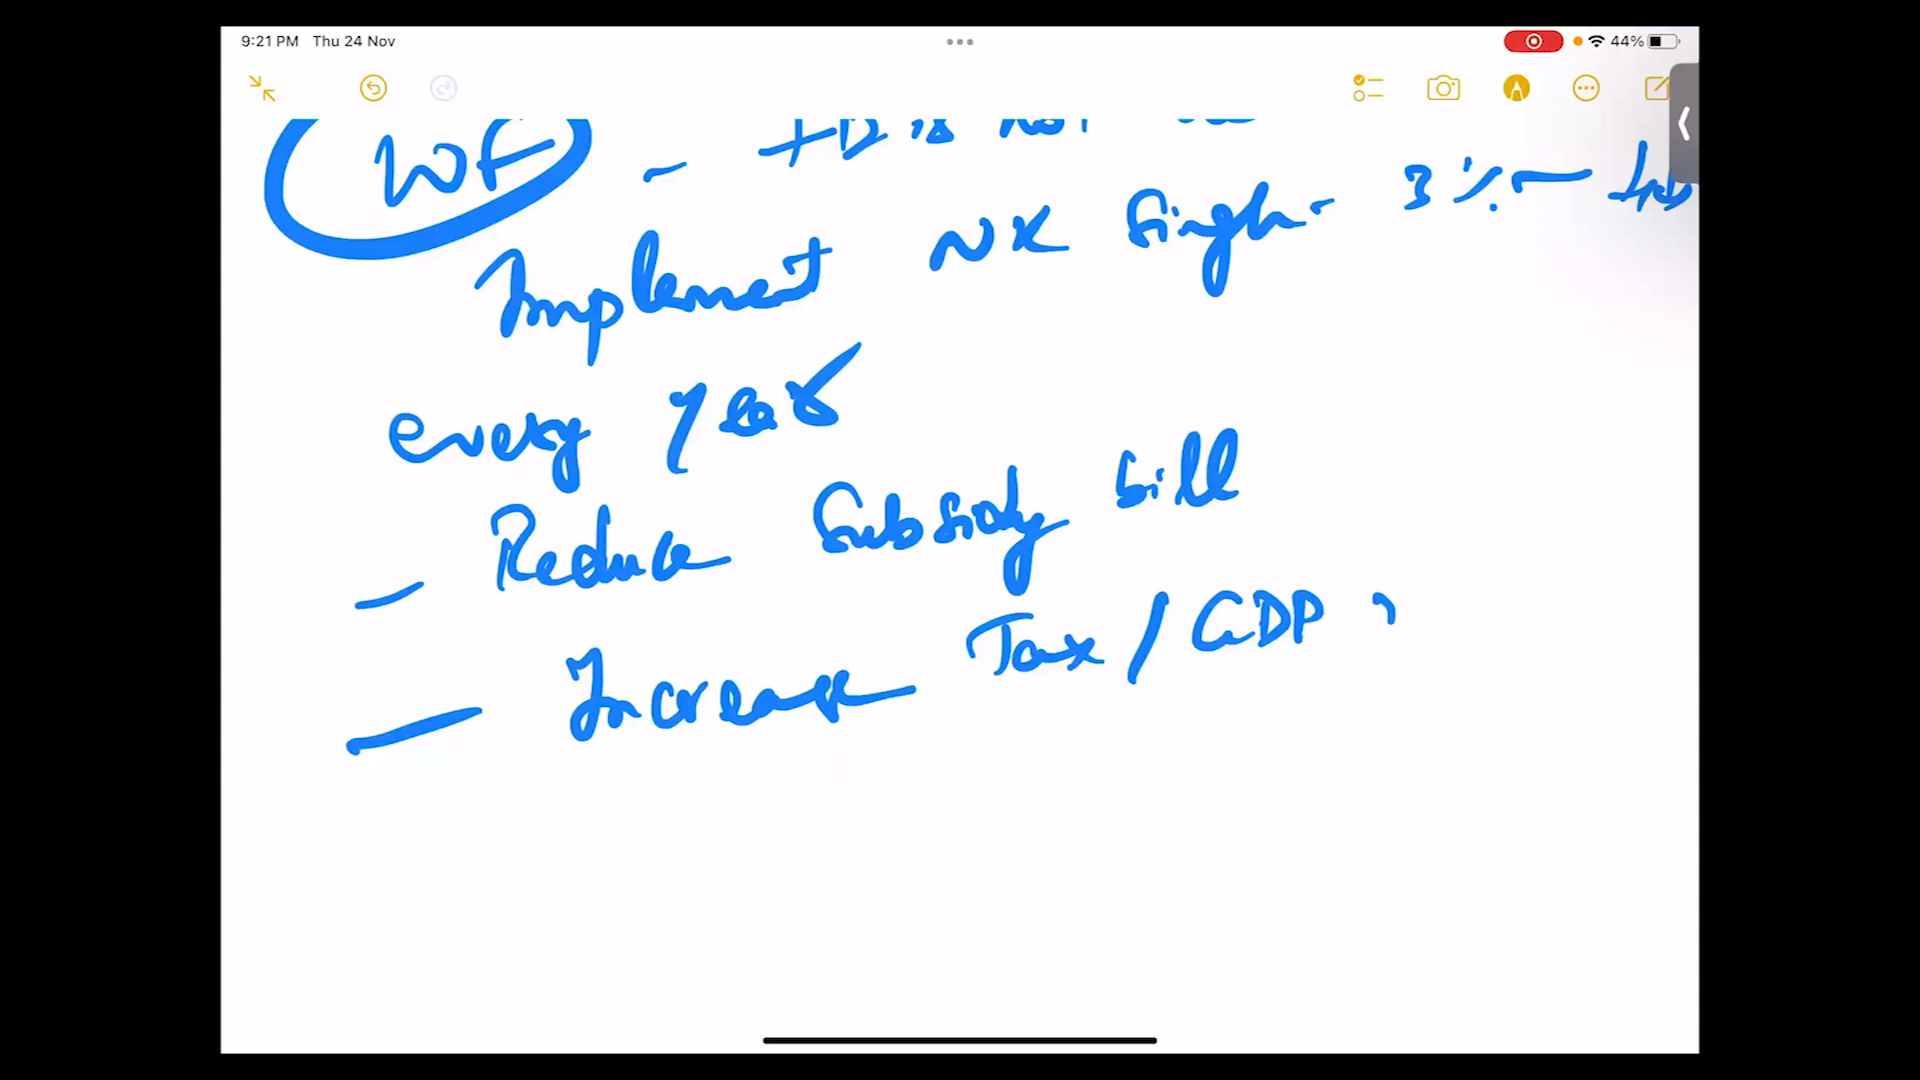 9:21 PM Thu 24 Nov
44%
WF -
Implement NK Singh - 3% -
every year
- Reduce Subsidy bill
- Increase Tax / GDP